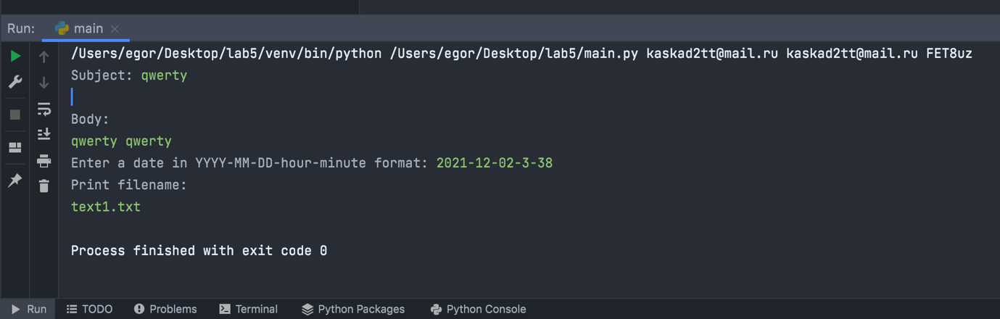 Run: main
/Users/egor/Desktop/lab5/venv/bin/python /Users/egor/Desktop/lab5/main.py kaskad2tt@mail.ru kaskad2tt@mail.ru FET8uz
Subject: qwerty
Body:
qwerty qwerty
Enter a date in YYYY-MM-DD-hour-minute format: 2021-12-02-3-38
Print filename:
text1.txt
Process finished with exit code 0
Run TODO Problems Terminal Python Packages Python Console